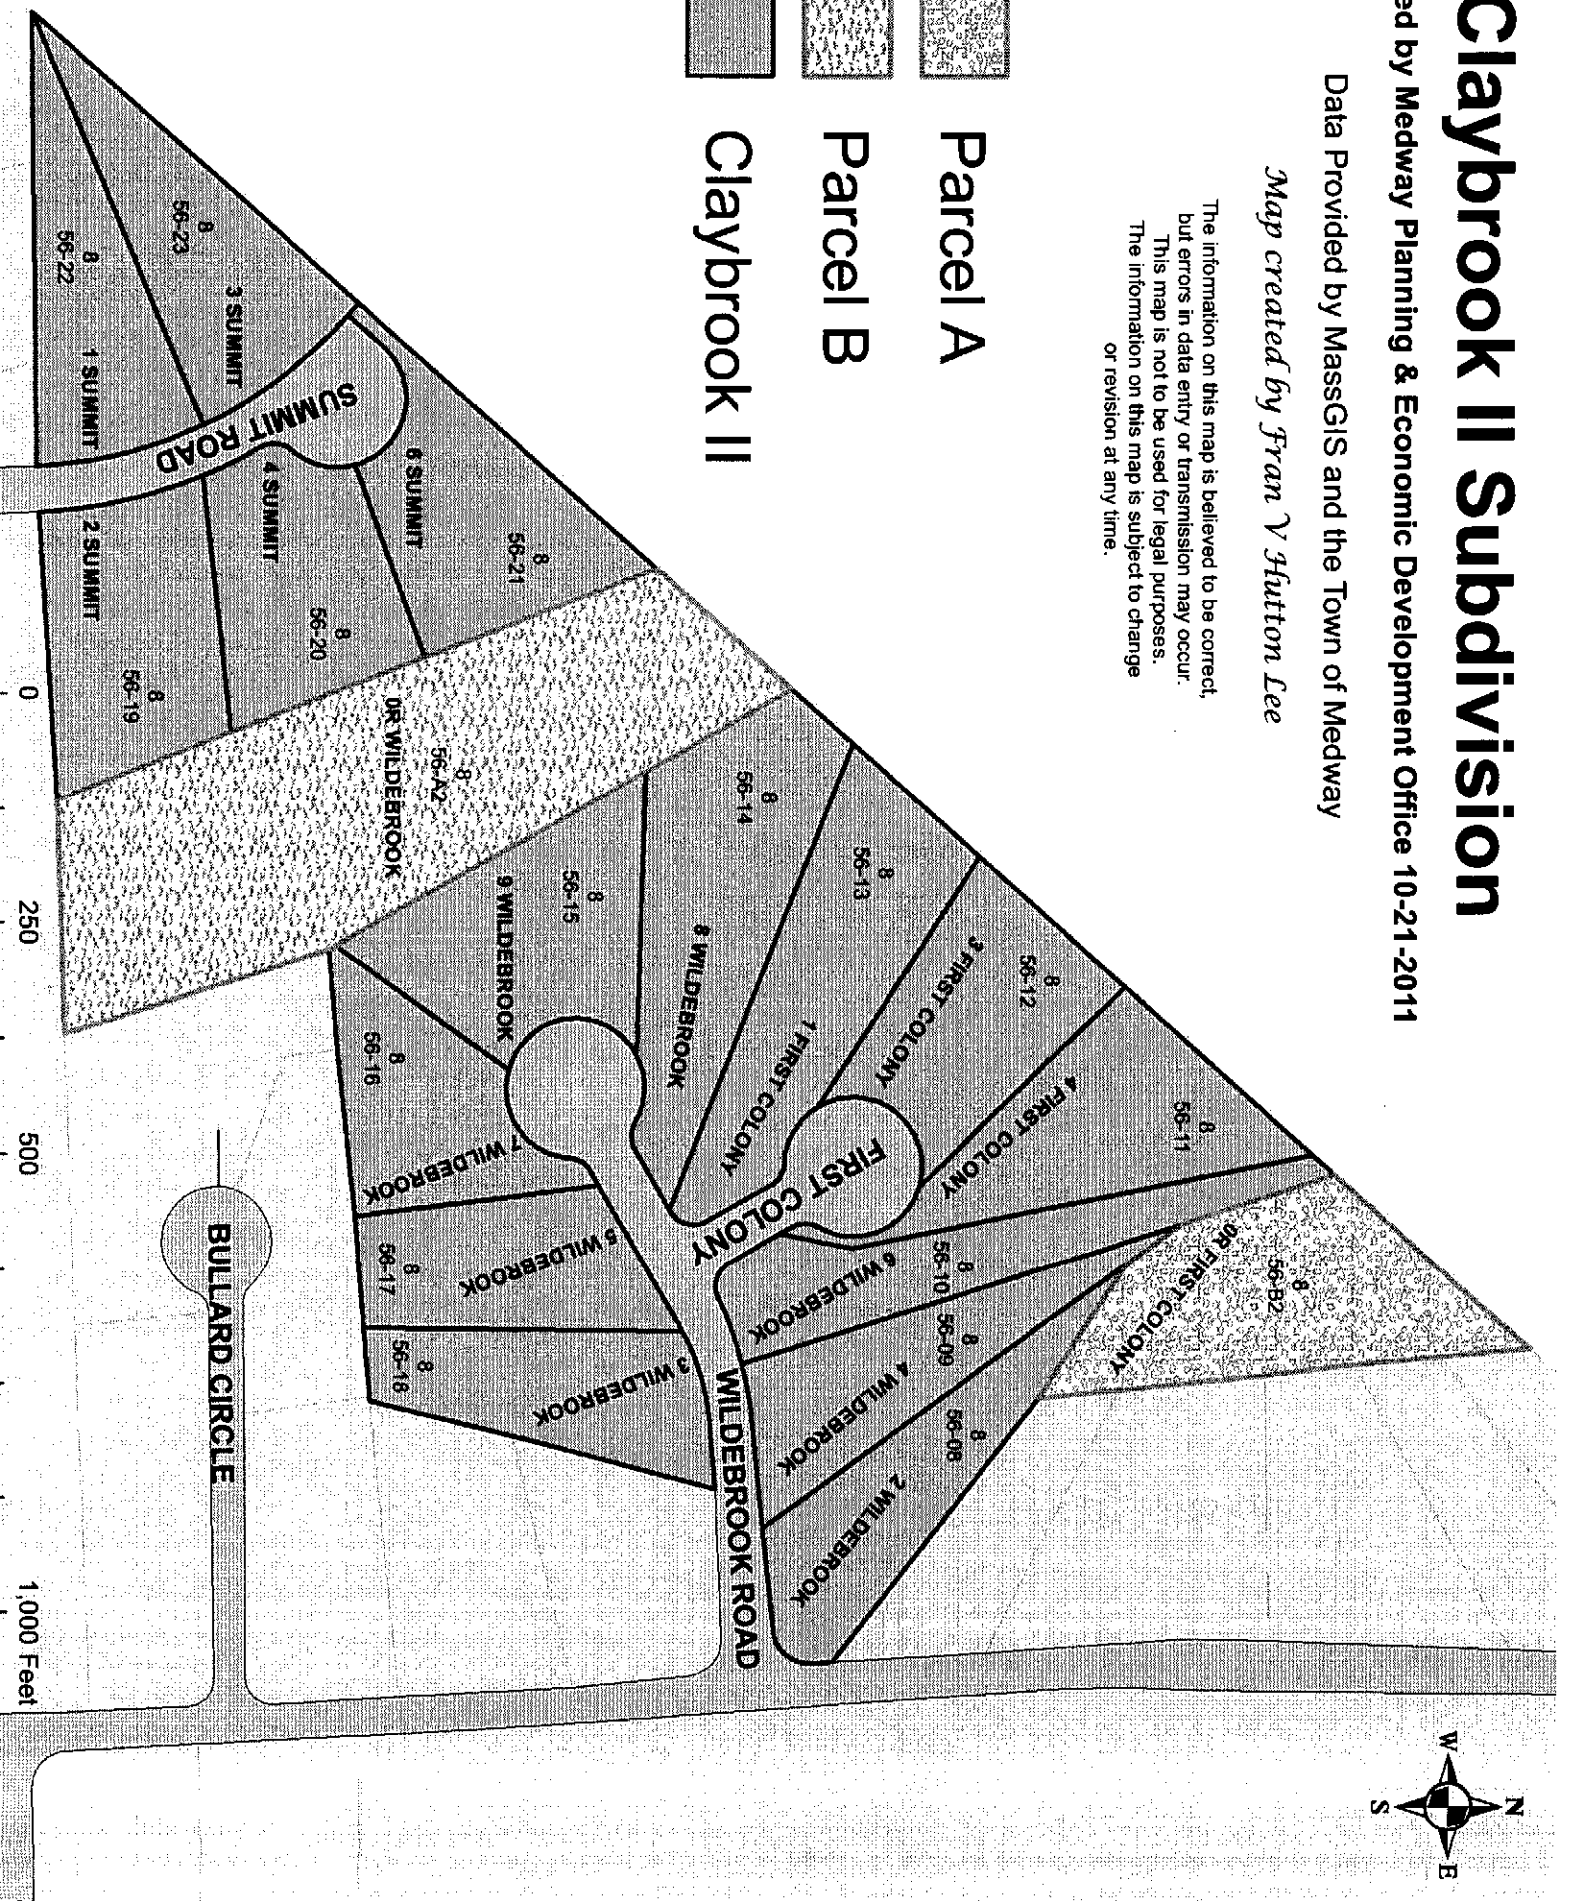 Claybrook II Subdivision
ed by Medway Planning & Economic Development Office 10-21-2011
Data Provided by MassGIS and the Town of Medway
Map created by Fran V Hutton Lee
The information on this map is believed to be correct,
but errors in data entry or transmission may occur.
This map is not to be used for legal purposes.
The information on this map is subject to change
or revision at any time.
Parcel A
Parcel B
Claybrook II
N
W
E
S
8
56-B2
0R FIRST COLONY
8
56-11
4 FIRST COLONY
8
56-12
3 FIRST COLONY
8
56-13
1 FIRST COLONY
8
56-14
8 WILDEBROOK
8
56-15
9 WILDEBROOK
FIRST COLONY
8
56-10
6 WILDEBROOK
8
56-09
4 WILDEBROOK
8
56-08
2 WILDEBROOK
WILDEBROOK ROAD
8
56-16
7 WILDEBROOK
8
56-17
5 WILDEBROOK
8
56-18
3 WILDEBROOK
8
56-A2
0R WILDEBROOK
8
56-21
6 SUMMIT
8
56-20
4 SUMMIT
8
56-19
2 SUMMIT
SUMMIT ROAD
8
56-23
3 SUMMIT
8
56-22
1 SUMMIT
BULLARD CIRCLE
0
250
500
1,000 Feet